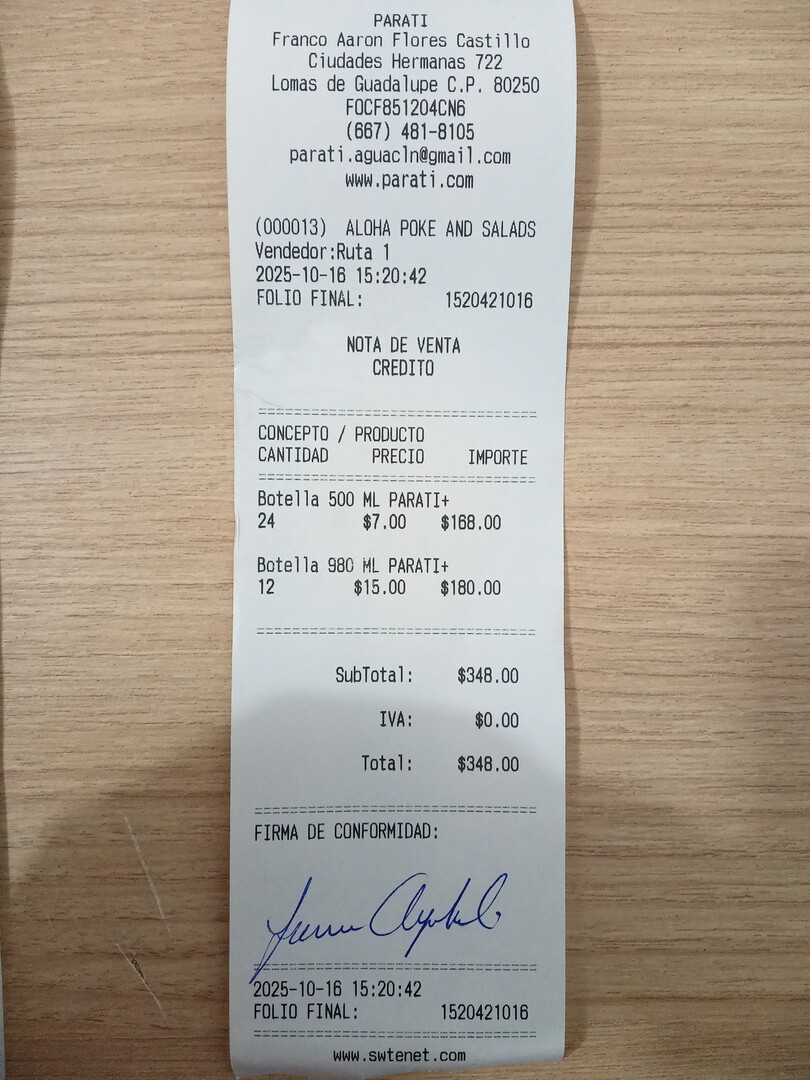 PARATI
Franco Aaron Flores Castillo
Ciudades Hermanas 722
Lomas de Guadalupe C.P. 80250
FOCF851204CN6
(667) 481-8105
parati.aguacln@gmail.com
www.parati.com
(000013) ALOHA POKE AND SALADS
Vendedor:Ruta 1
2025-10-16 15:20:42
FOLIO FINAL: 1520421016
NOTA DE VENTA
CREDITO
CONCEPTO / PRODUCTO
CANTIDAD PRECIO IMPORTE
Botella 500 ML PARATI+
24 $7.00 $168.00
Botella 980 ML PARATI+
12 $15.00 $180.00
SubTotal: $348.00
IVA: $0.00
Total: $348.00
FIRMA DE CONFORMIDAD:
2025-10-16 15:20:42
FOLIO FINAL: 1520421016
www.swtenet.com